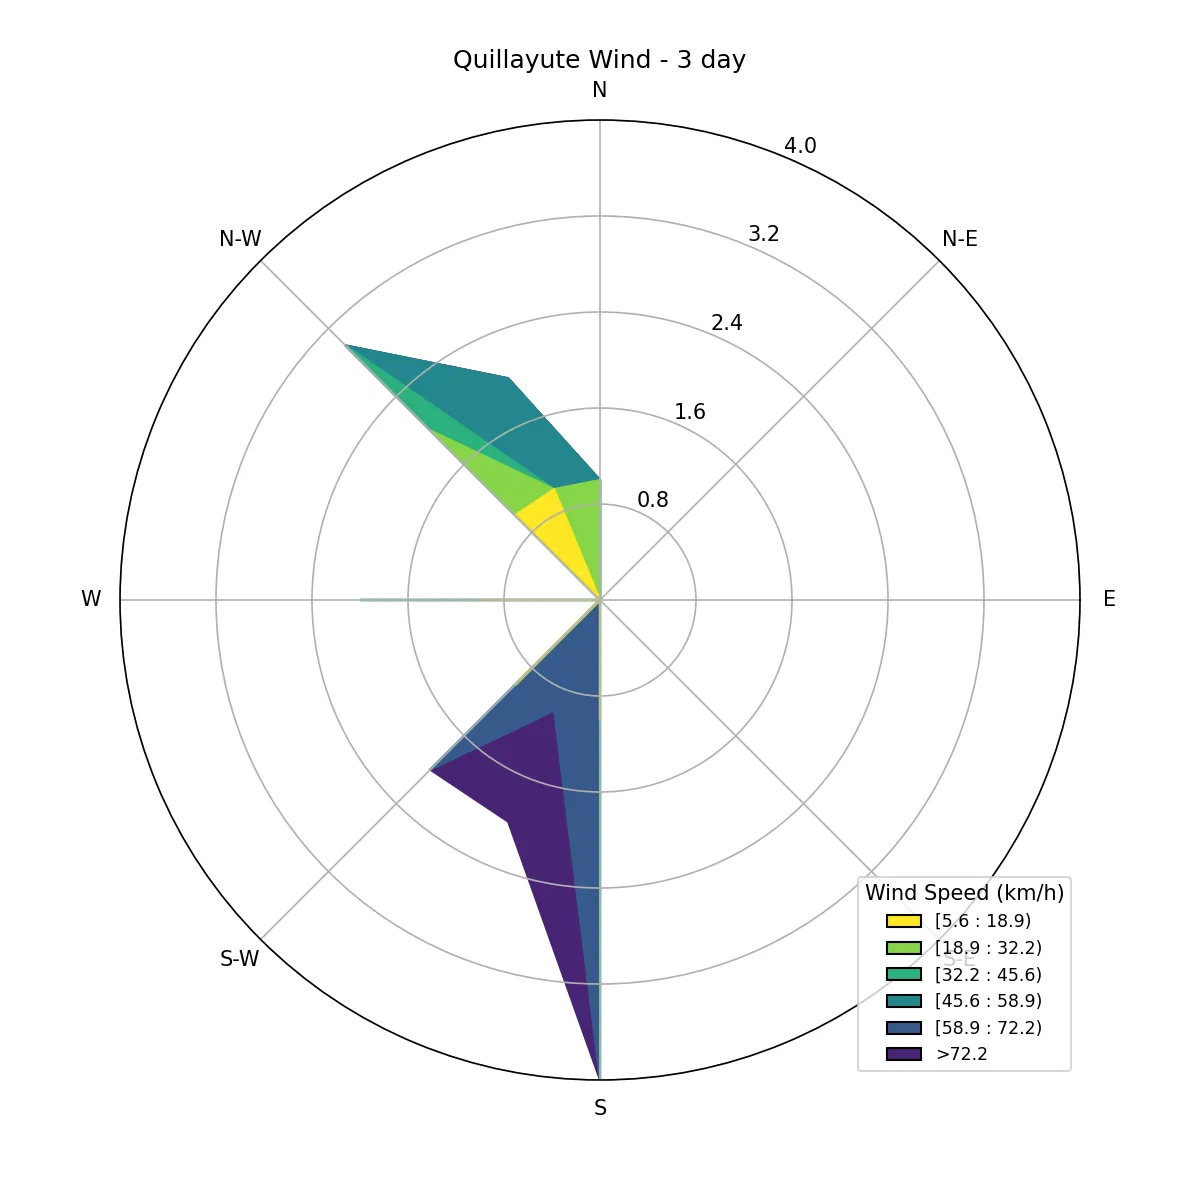 Quillayute Wind - 3 day
N
4.0
N-W
3.2
N-E
2.4
1.6
0.8
W
E
Wind Speed (km/h)
[5.6 : 18.9)
[18.9 : 32.2)
[32.2 : 45.6)
[45.6 : 58.9)
[58.9 : 72.2)
>72.2
S-W
S-E
S